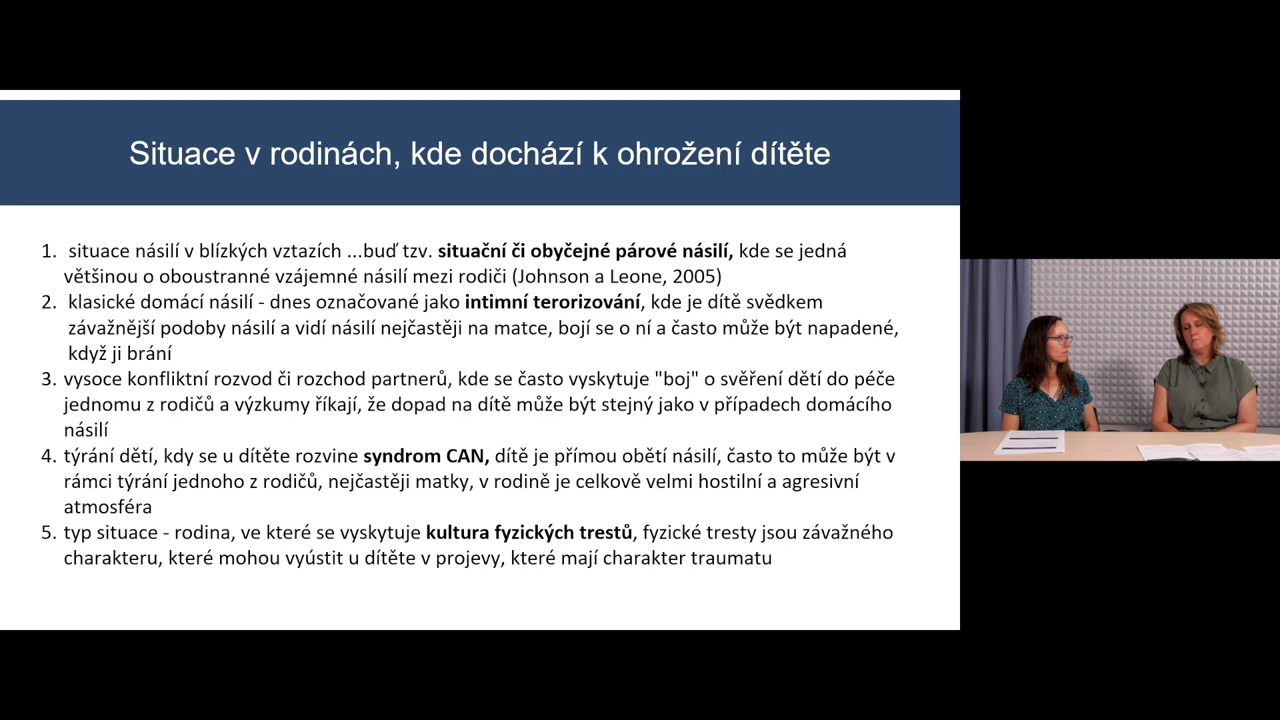 Situace v rodinách, kde dochází k ohrožení dítěte
1. situace násilí v blízkých vztazích ...buď tzv. situační či obyčejné párové násilí, kde se jedná
většinou o oboustranné vzájemné násilí mezi rodiči (Johnson a Leone, 2005)
2. klasické domácí násilí - dnes označované jako intimní terorizování, kde je dítě svědkem
závažnější podoby násilí a vidí násilí nejčastěji na matce, bojí se o ní a často může být napadené,
když ji brání
3. vysoce konfliktní rozvod či rozchod partnerů, kde se často vyskytuje "boj" o svěření dětí do péče
jednomu z rodičů a výzkumy říkají, že dopad na dítě může být stejný jako v případech domácího
násilí
4. týrání dětí, kdy se u dítěte rozvine syndrom CAN, dítě je přímou obětí násilí, často to může být v
rámci týrání jednoho z rodičů, nejčastěji matky, v rodině je celkově velmi hostilní a agresivní
atmosféra
5. typ situace - rodina, ve které se vyskytuje kultura fyzických trestů, fyzické tresty jsou závažného
charakteru, které mohou vyústit u dítěte v projevy, které mají charakter traumatu